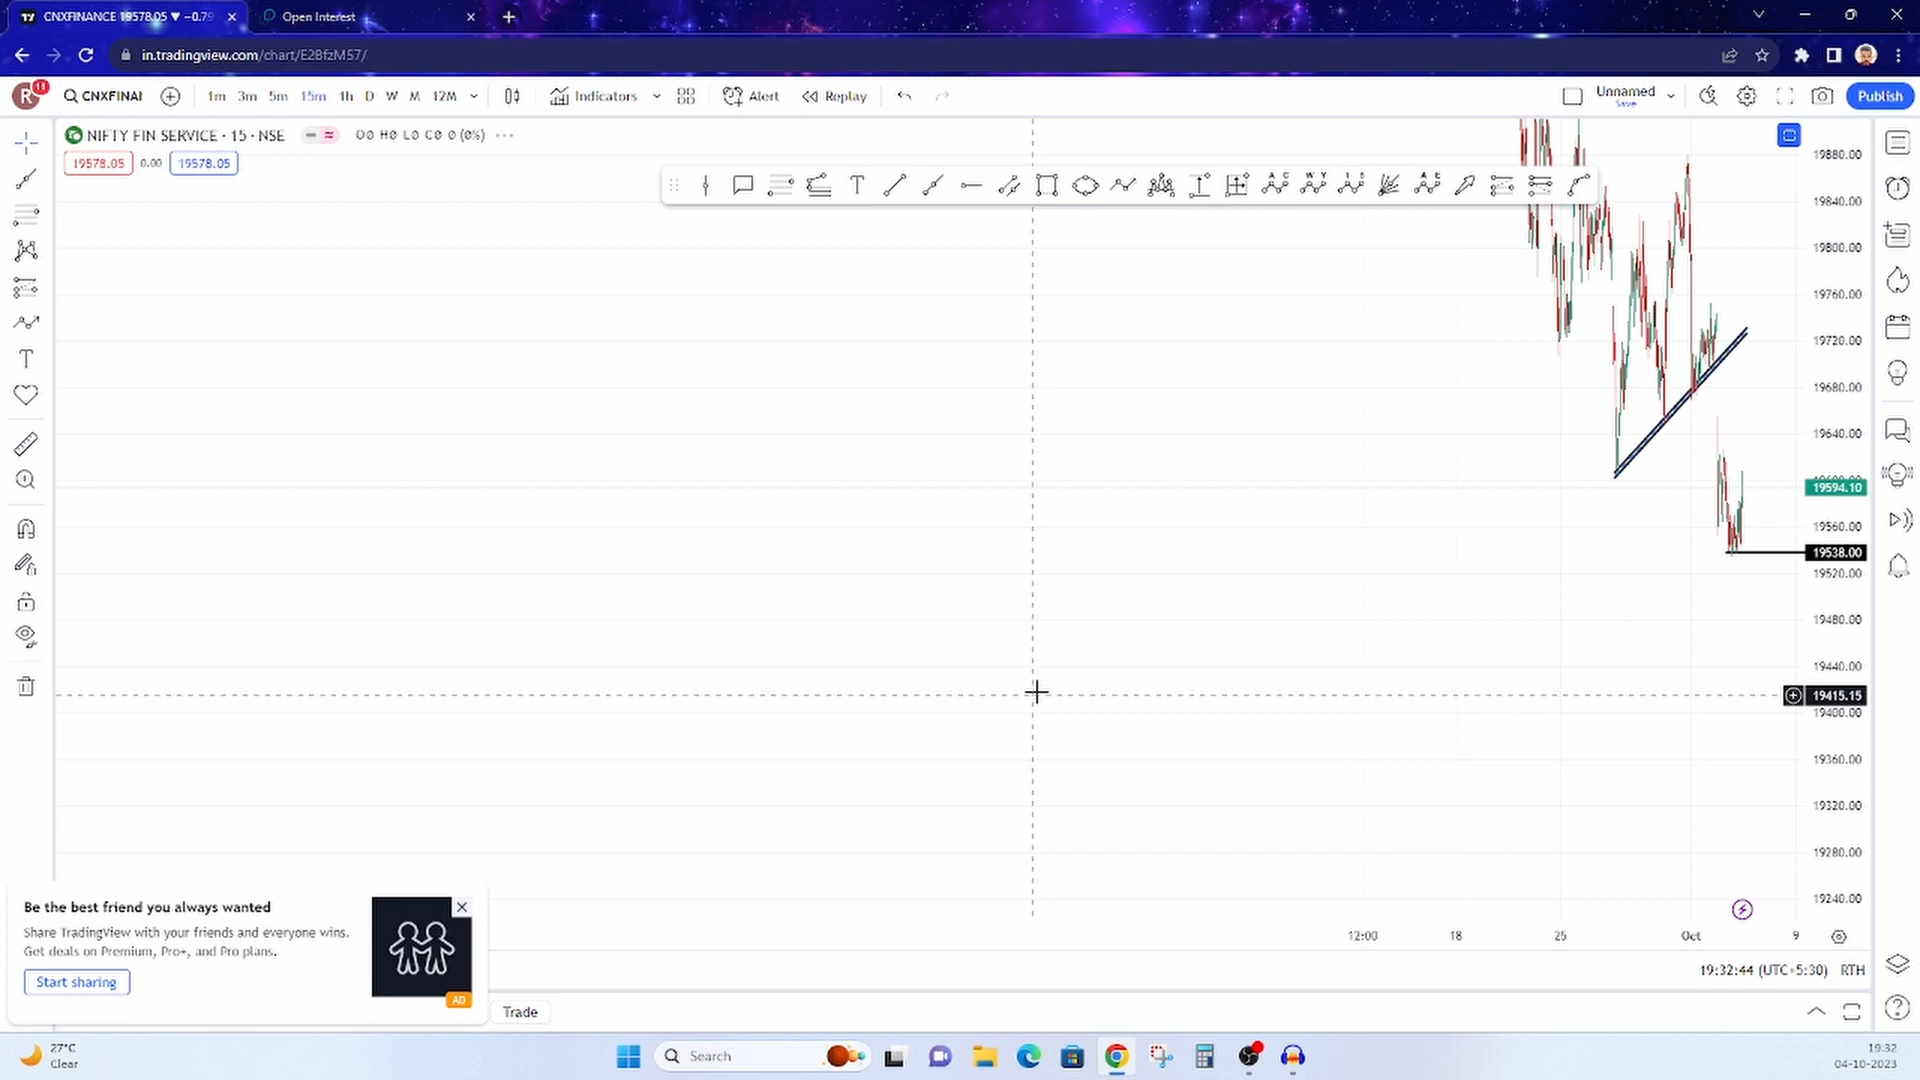 CNXFINANCE 19578.05 ▼ −0.79
Open Interest
in.tradingview.com/chart/E2BfzM57/
R
11
CNXFINAI
1m 3m 5m 15m 1h D W M 12M
Indicators
Alert
Replay
Unnamed
Save
Publish
NIFTY FIN SERVICE · 15 · NSE
O0 H0 L0 C0 0 (0%)
19578.05 0.00 19578.05
19880.00
19840.00
19800.00
19760.00
19720.00
19680.00
19640.00
19594.10
19560.00
19538.00
19520.00
19480.00
19440.00
19415.15
19400.00
19360.00
19320.00
19280.00
19240.00
12:00 18 25 Oct 9
19:32:44 (UTC+5:30) RTH
Be the best friend you always wanted
Share TradingView with your friends and everyone wins.
Get deals on Premium, Pro+, and Pro plans.
Start sharing
AD
Trade
27°C
Clear
Search
19:32
04-10-2023